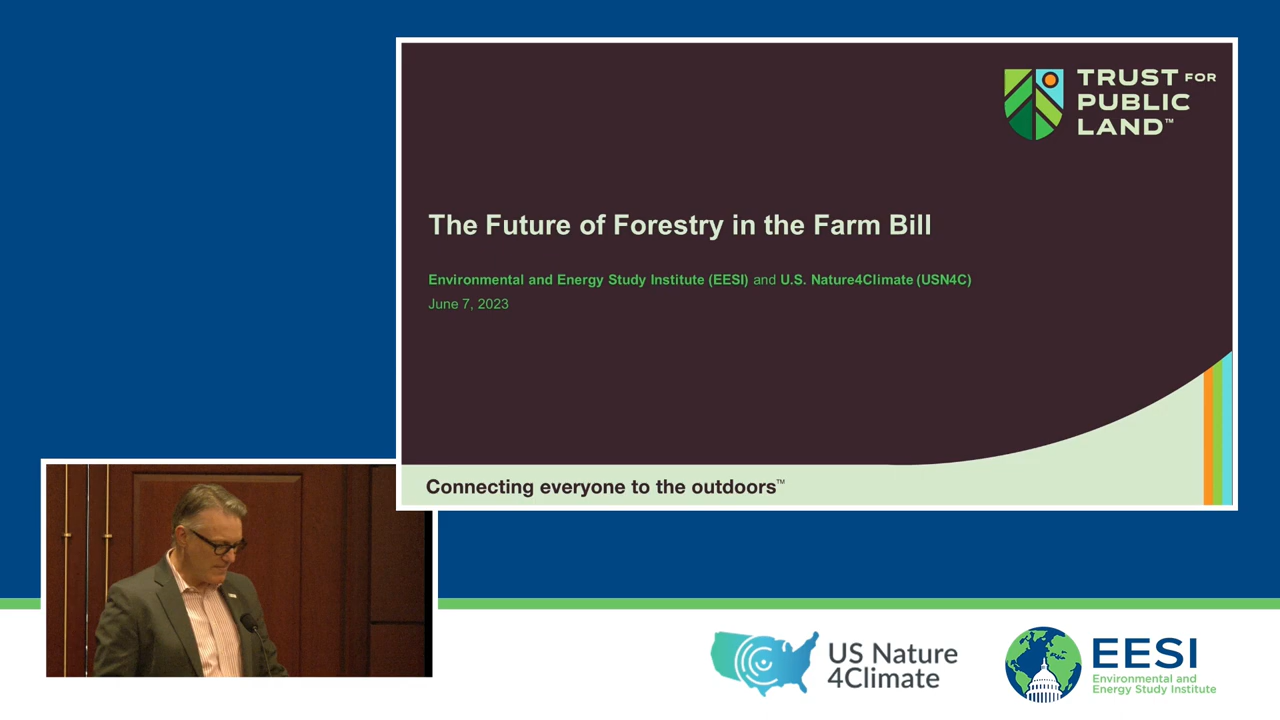 TRUST FOR
PUBLIC
LAND™
The Future of Forestry in the Farm Bill
Environmental and Energy Study Institute (EESI) and U.S. Nature4Climate (USN4C)
June 7, 2023
Connecting everyone to the outdoors™
US Nature
4Climate
EESI
Environmental and
Energy Study Institute